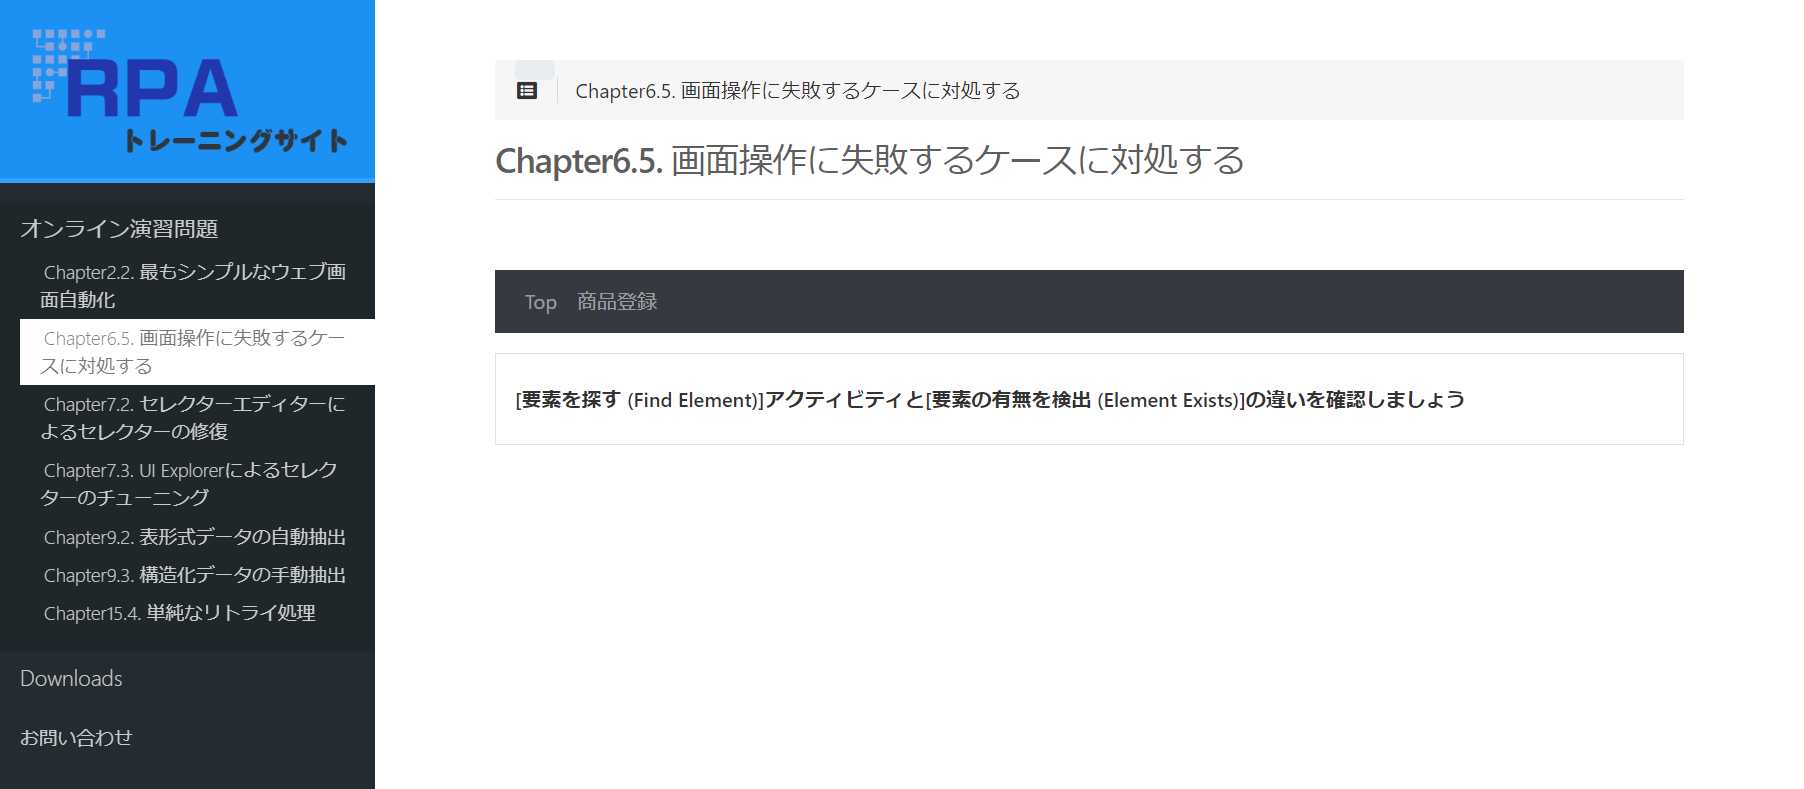 RPA
トレーニングサイト
オンライン演習問題
Chapter2.2. 最もシンプルなウェブ画
面自動化
Chapter6.5. 画面操作に失敗するケー
スに対処する
Chapter7.2. セレクターエディターに
よるセレクターの修復
Chapter7.3. UI Explorerによるセレク
ターのチューニング
Chapter9.2. 表形式データの自動抽出
Chapter9.3. 構造化データの手動抽出
Chapter15.4. 単純なリトライ処理
Downloads
お問い合わせ
Chapter6.5. 画面操作に失敗するケースに対処する
Chapter6.5. 画面操作に失敗するケースに対処する
Top 商品登録
[要素を探す (Find Element)]アクティビティと[要素の有無を検出 (Element Exists)]の違いを確認しましょう